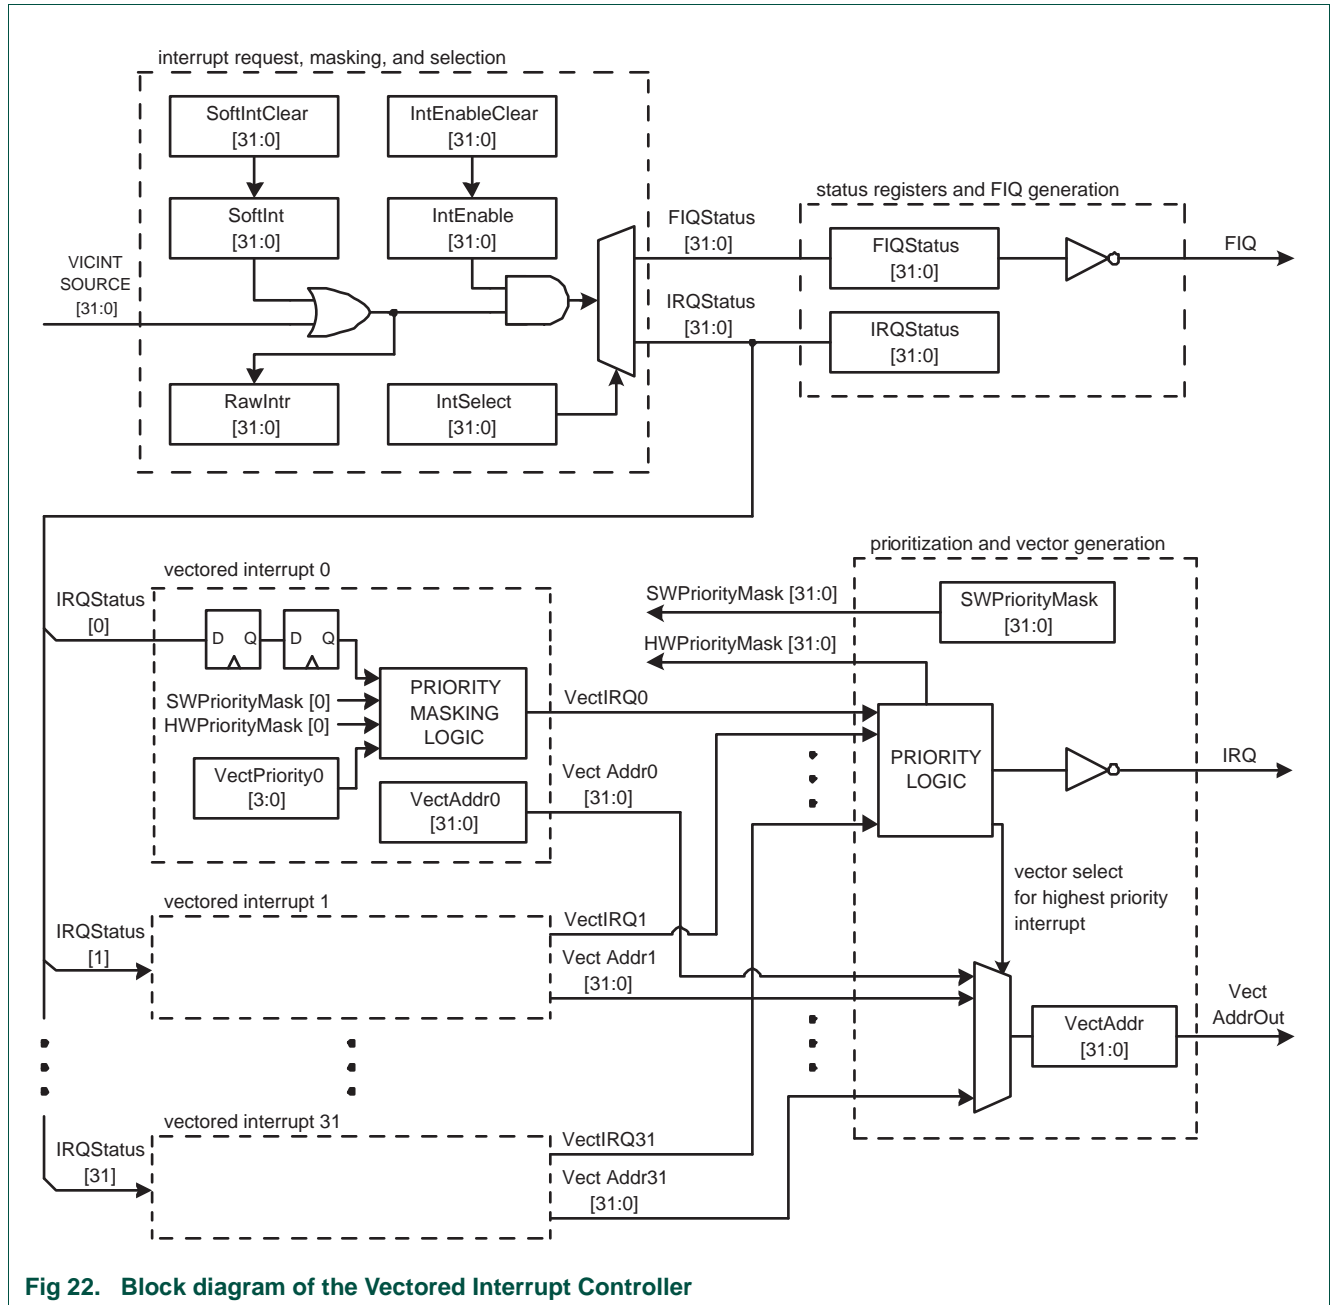 interrupt request, masking, and selection
SoftIntClear
[31:0]
IntEnableClear
[31:0]
SoftInt
[31:0]
IntEnable
[31:0]
VICINT
SOURCE
[31:0]
RawIntr
[31:0]
IntSelect
[31:0]
FIQStatus
[31:0]
IRQStatus
[31:0]
status registers and FIQ generation
FIQStatus
[31:0]
FIQ
IRQStatus
[31:0]
vectored interrupt 0
IRQStatus
[0]
D Q
D Q
SWPriorityMask [0]
HWPriorityMask [0]
PRIORITY
MASKING
LOGIC
VectPriority0
[3:0]
VectAddr0
[31:0]
VectIRQ0
Vect Addr0
[31:0]
prioritization and vector generation
SWPriorityMask [31:0]
SWPriorityMask
[31:0]
HWPriorityMask [31:0]
PRIORITY
LOGIC
IRQ
vector select
for highest priority
interrupt
vectored interrupt 1
IRQStatus
[1]
VectIRQ1
Vect Addr1
[31:0]
VectAddr
[31:0]
Vect
AddrOut
vectored interrupt 31
IRQStatus
[31]
VectIRQ31
Vect Addr31
[31:0]
Fig 22. Block diagram of the Vectored Interrupt Controller